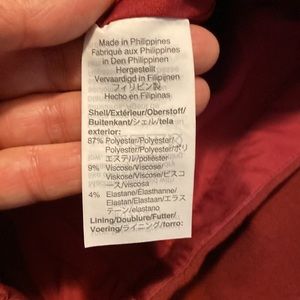 Made in Philippines
Fabriqué aux Philippines
in Den Philippinen
Hergestellt
Vervaardigd in Filipijnen
フィリピン製
Hecho en Filipinas
Shell/Extérieur/Oberstoff/
Buitenkant/シェル/tela
exterior:
87% Polyester/Polyester/
Polyester/Polyester/ポリ
エステル/poliéster
9% Viscose/Viscose/
Viskose/Viscose/ビスコ
ース/viscosa
4% Elastane/Élasthanne/
Elastan/Elastaan/エラス
テーン/elastano
Lining/Doublure/Futter/
Voering/ライニング/forro: